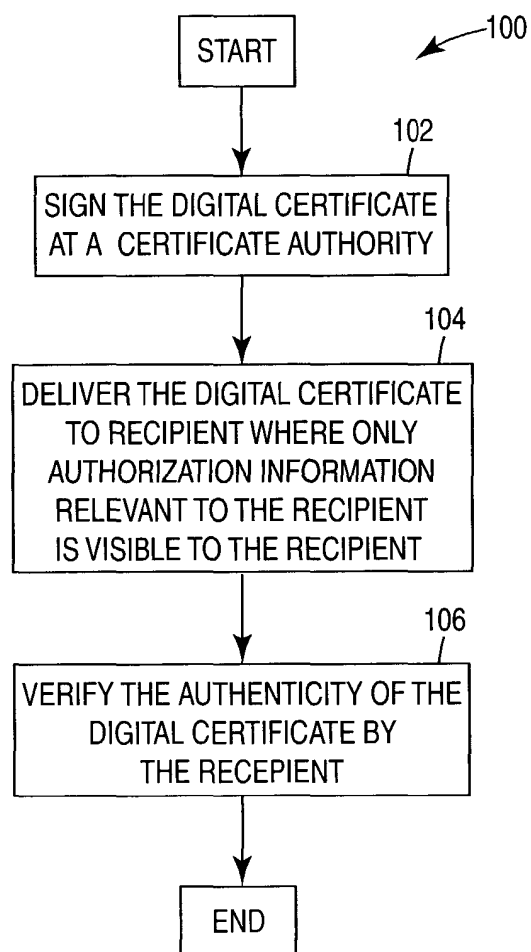 START
100
102
SIGN THE DIGITAL CERTIFICATE
AT A CERTIFICATE AUTHORITY
104
DELIVER THE DIGITAL CERTIFICATE
TO RECIPIENT WHERE ONLY
AUTHORIZATION INFORMATION
RELEVANT TO THE RECIPIENT
IS VISIBLE TO THE RECIPIENT
106
VERIFY THE AUTHENTICITY OF THE
DIGITAL CERTIFICATE BY
THE RECEPIENT
END